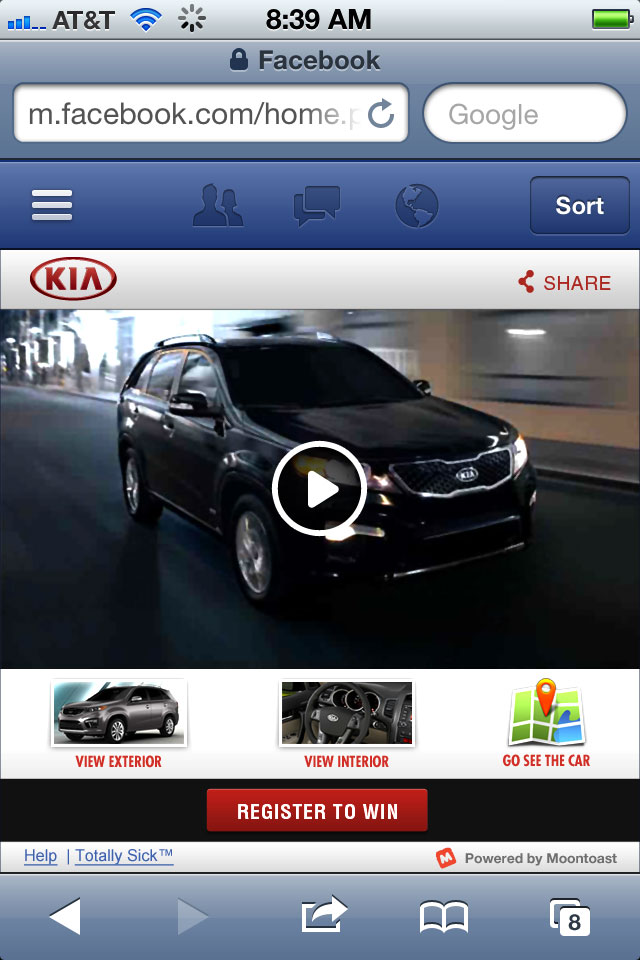 AT&T 8:39 AM
Facebook
m.facebook.com/home.p
Google
Sort
KIA
SHARE
KIA
VIEW EXTERIOR
VIEW INTERIOR
GO SEE THE CAR
REGISTER TO WIN
Help | Totally Sick™
M Powered by Moontoast
8